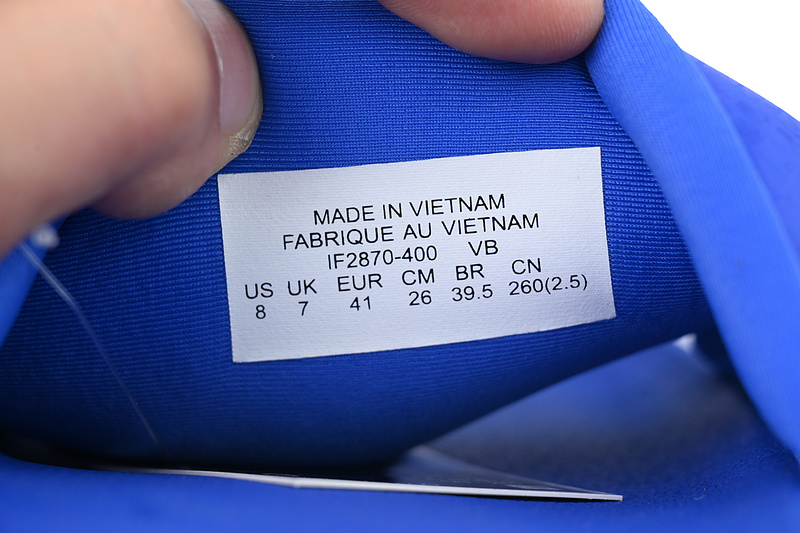 MADE IN VIETNAM
FABRIQUE AU VIETNAM
IF2870-400 VB
US UK EUR CM BR CN
8 7 41 26 39.5 260(2.5)